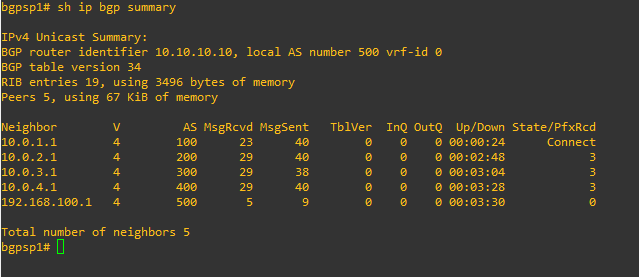 bgpsp1# sh ip bgp summary
IPv4 Unicast Summary:
BGP router identifier 10.10.10.10, local AS number 500 vrf-id 0
BGP table version 34
RIB entries 19, using 3496 bytes of memory
Peers 5, using 67 KiB of memory
Neighbor V AS MsgRcvd MsgSent TblVer InQ OutQ Up/Down State/PfxRcd
10.0.1.1 4 100 23 40 0 0 0 00:00:24 Connect
10.0.2.1 4 200 29 40 0 0 0 00:02:48 3
10.0.3.1 4 300 29 38 0 0 0 00:03:04 3
10.0.4.1 4 400 29 40 0 0 0 00:03:28 3
192.168.100.1 4 500 5 9 0 0 0 00:03:30 0
Total number of neighbors 5
bgpsp1#